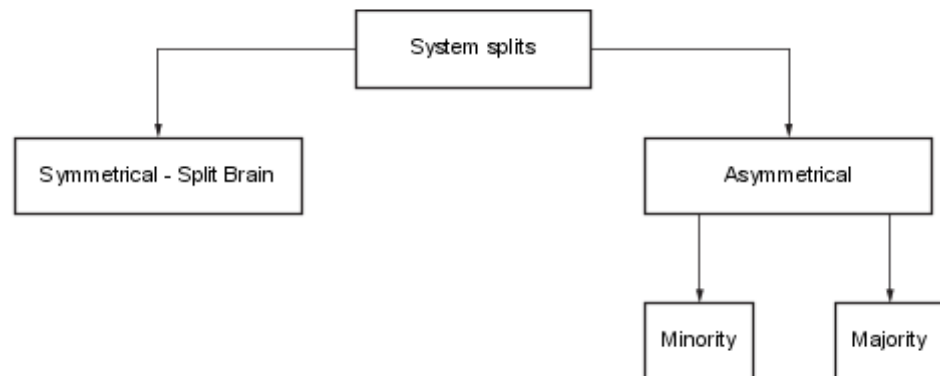 System splits
Symmetrical - Split Brain
Asymmetrical
Minority
Majority